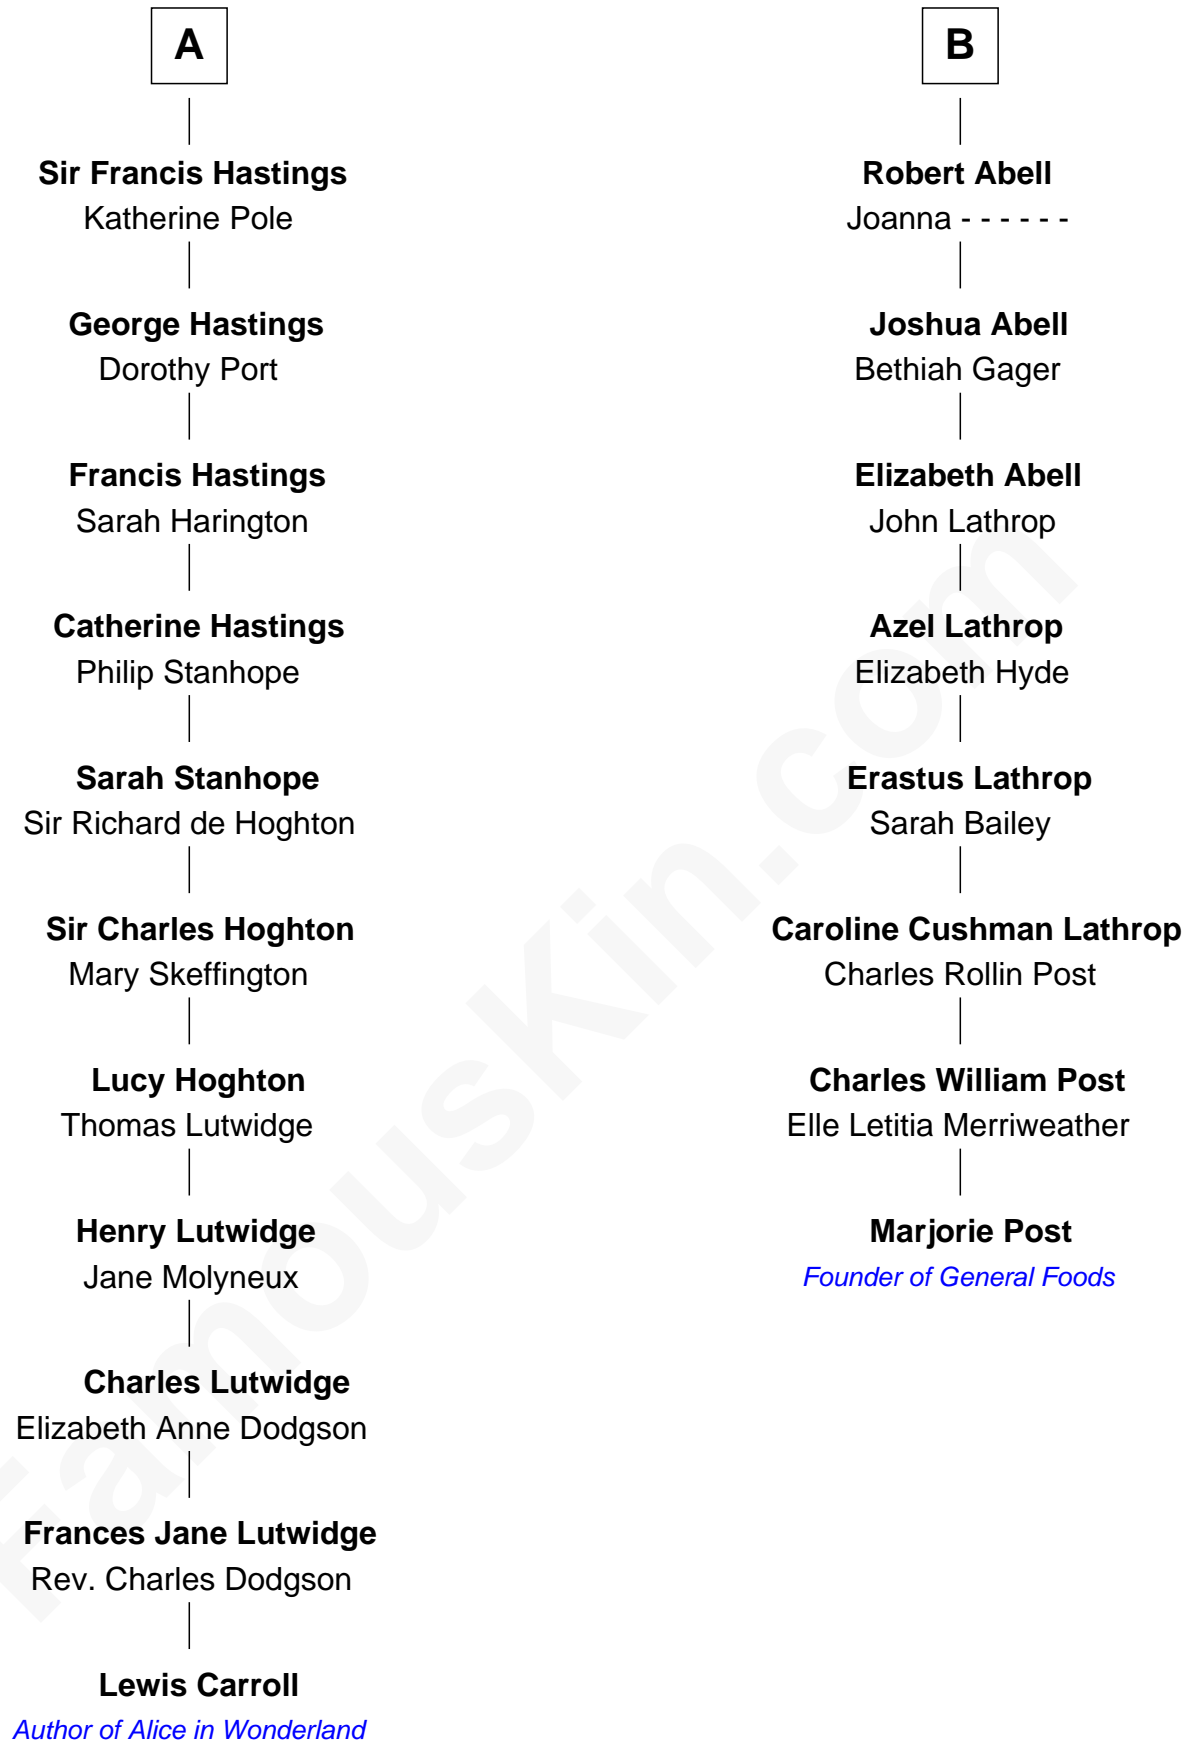 A
Sir Francis Hastings
Katherine Pole
George Hastings
Dorothy Port
Francis Hastings
Sarah Harington
Catherine Hastings
Philip Stanhope
Sarah Stanhope
Sir Richard de Hoghton
Sir Charles Hoghton
Mary Skeffington
Lucy Hoghton
Thomas Lutwidge
Henry Lutwidge
Jane Molyneux
Charles Lutwidge
Elizabeth Anne Dodgson
Frances Jane Lutwidge
Rev. Charles Dodgson
Lewis Carroll
Author of Alice in Wonderland
B
Robert Abell
Joanna - - - - - -
Joshua Abell
Bethiah Gager
Elizabeth Abell
John Lathrop
Azel Lathrop
Elizabeth Hyde
Erastus Lathrop
Sarah Bailey
Caroline Cushman Lathrop
Charles Rollin Post
Charles William Post
Elle Letitia Merriweather
Marjorie Post
Founder of General Foods
FamousKin.com